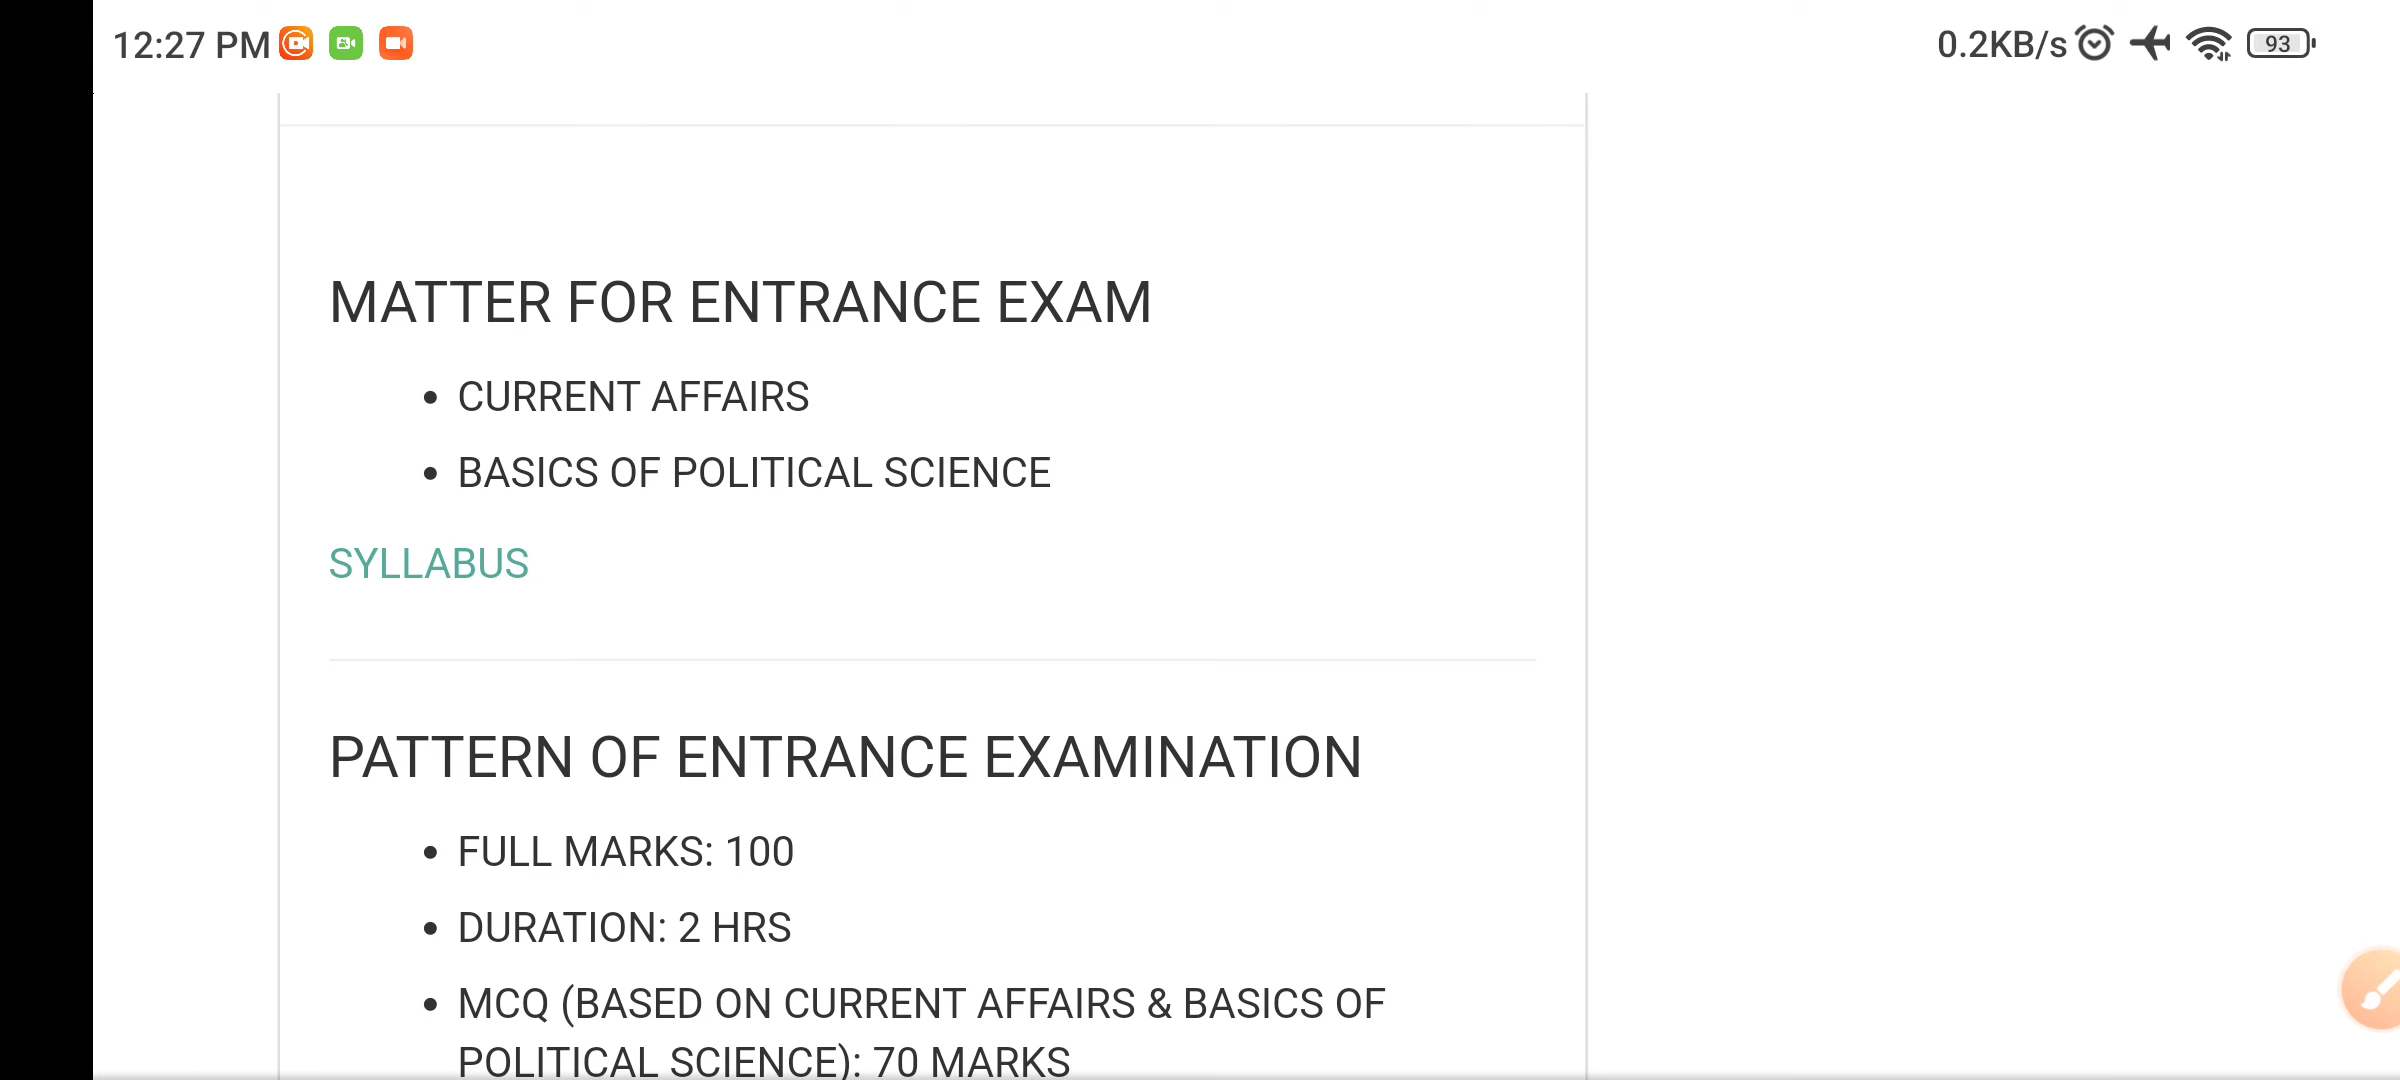 12:27 PM 0.2KB/s 93
MATTER FOR ENTRANCE EXAM
• CURRENT AFFAIRS
• BASICS OF POLITICAL SCIENCE
SYLLABUS
PATTERN OF ENTRANCE EXAMINATION
• FULL MARKS: 100
• DURATION: 2 HRS
• MCQ (BASED ON CURRENT AFFAIRS & BASICS OF
POLITICAL SCIENCE): 70 MARKS